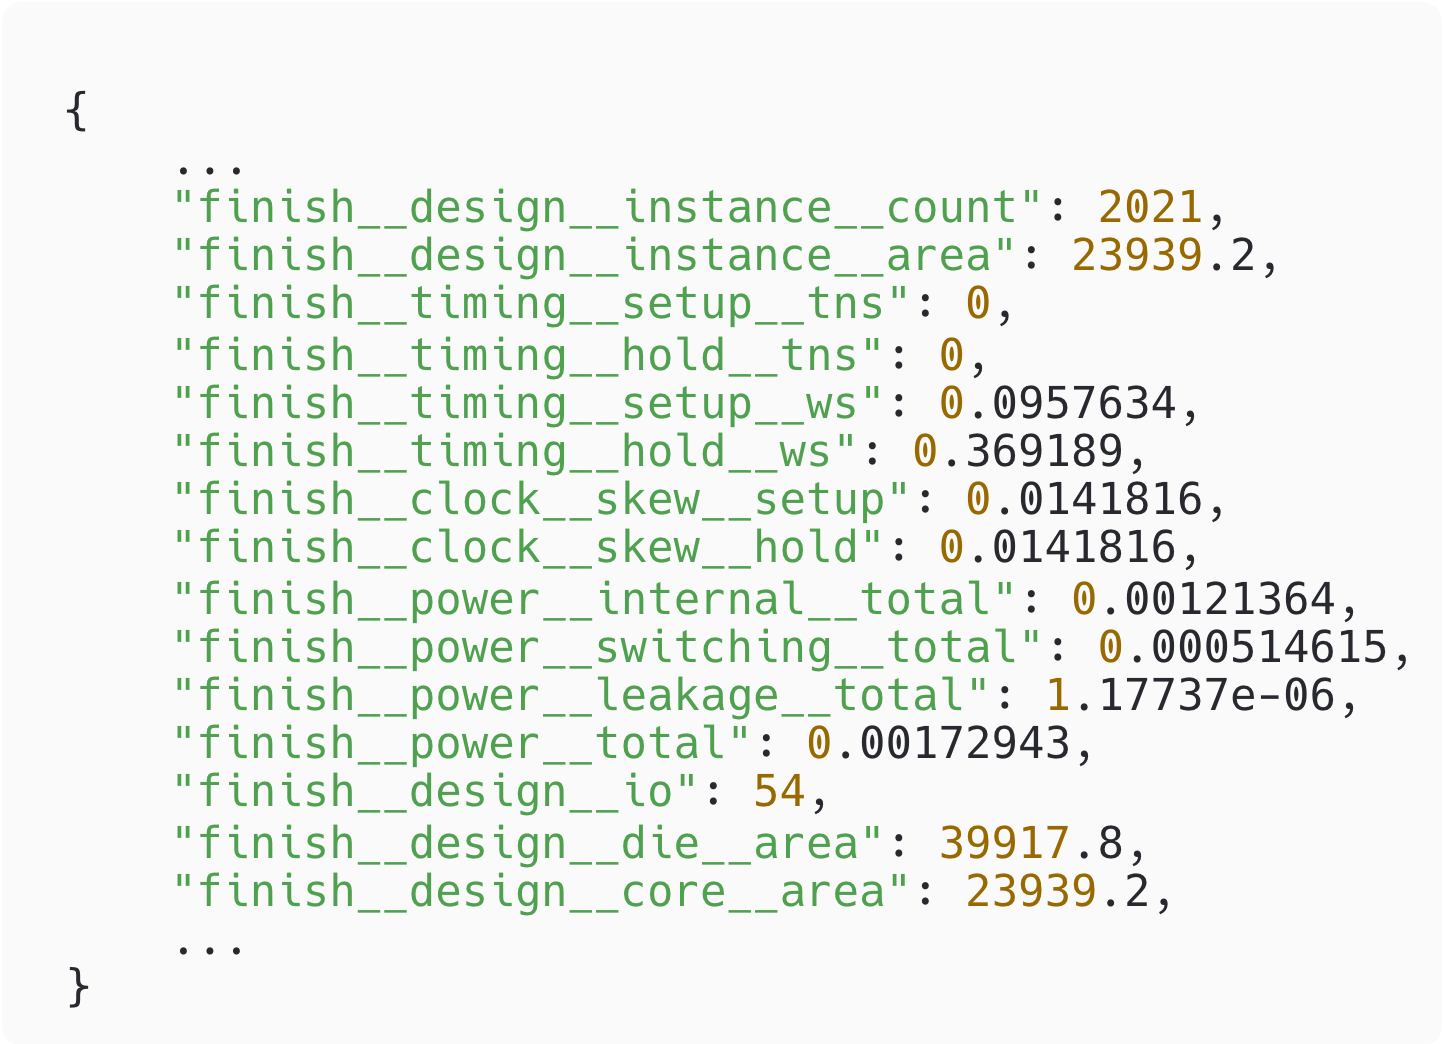 {
...
"finish__design__instance__count": 2021,
"finish__design__instance__area": 23939.2,
"finish__timing__setup__tns": 0,
"finish__timing__hold__tns": 0,
"finish__timing__setup__ws": 0.0957634,
"finish__timing__hold__ws": 0.369189,
"finish__clock__skew__setup": 0.0141816,
"finish__clock__skew__hold": 0.0141816,
"finish__power__internal__total": 0.00121364,
"finish__power__switching__total": 0.000514615,
"finish__power__leakage__total": 1.17737e-06,
"finish__power__total": 0.00172943,
"finish__design__io": 54,
"finish__design__die__area": 39917.8,
"finish__design__core__area": 23939.2,
...
}